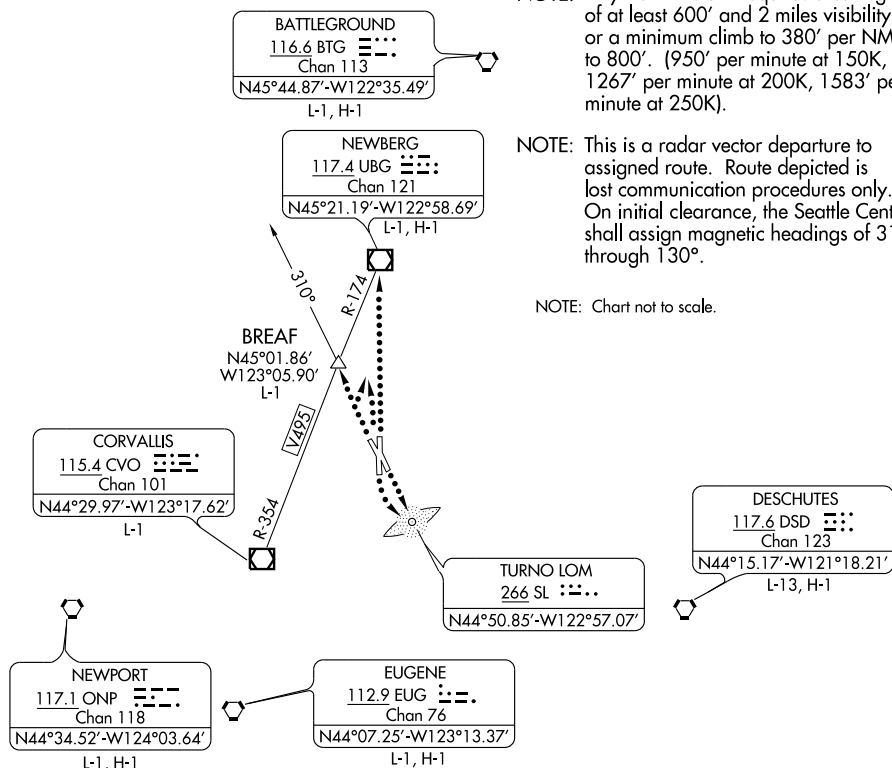 BATTLEGROUND
116.6 BTG
Chan 113
N45°44.87'-W122°35.49'
L-1, H-1
of at least 600' and 2 miles visibility
or a minimum climb to 380' per NM
to 800'. (950' per minute at 150K,
1267' per minute at 200K, 1583'
minute at 250K).
NEWBERG
117.4 UBG
Chan 121
N45°21.19'-W122°58.69'
L-1, H-1
NOTE: This is a radar vector departure to
assigned route. Route depicted is
lost communication procedures only.
On initial clearance, the Seattle
shall assign magnetic headings of
through 130°.
NOTE: Chart not to scale.
310°
R-174
BREAF
N45°01.86'
W123°05.90'
L-1
V495
R-354
CORVALLIS
115.4 CVO
Chan 101
N44°29.97'-W123°17.62'
L-1
TURNO LOM
266 SL
N44°50.85'-W122°57.07'
DESCHUTES
117.6 DSD
Chan 123
N44°15.17'-W121°18.21'
L-13, H-1
NEWPORT
117.1 ONP
Chan 118
N44°34.52'-W124°03.64'
L-1, H-1
EUGENE
112.9 EUG
Chan 76
N44°07.25'-W123°13.37'
L-1, H-1